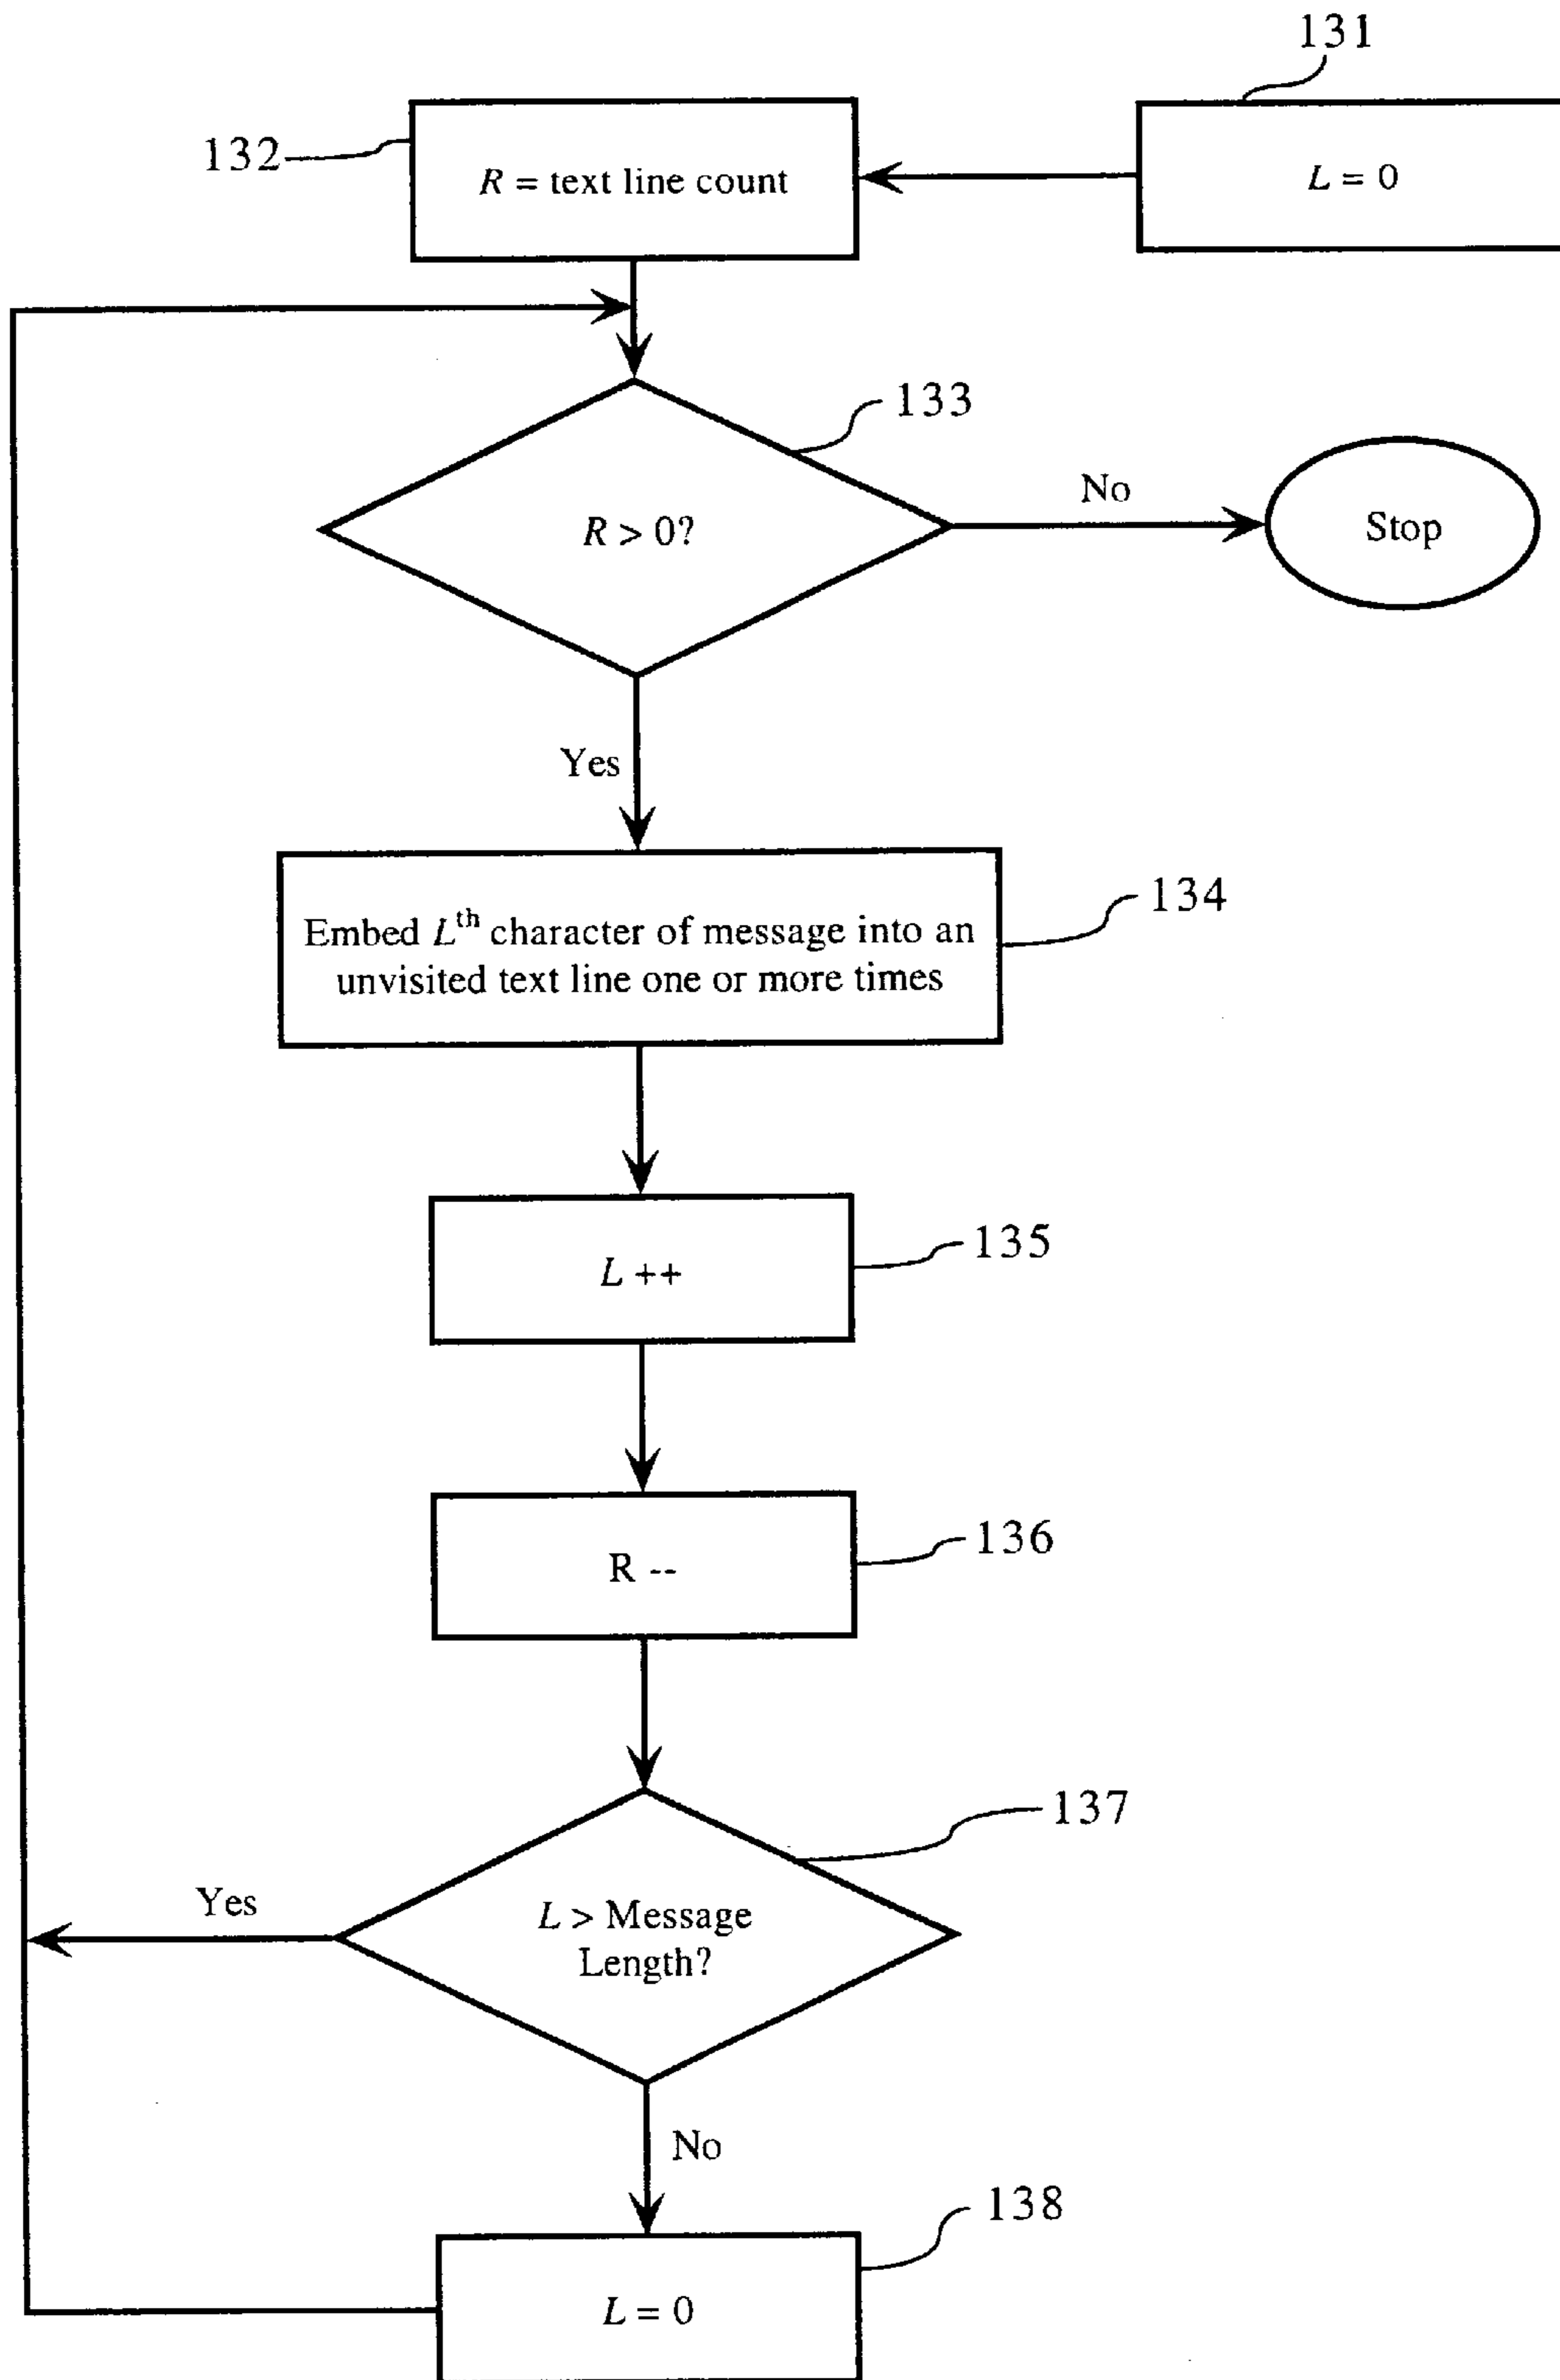 131
132
R = text line count
L = 0
133
R > 0?
No
Stop
Yes
Embed Lth character of message into an
unvisited text line one or more times
134
L ++
135
R --
136
137
Yes
L > Message
Length?
No
138
L = 0